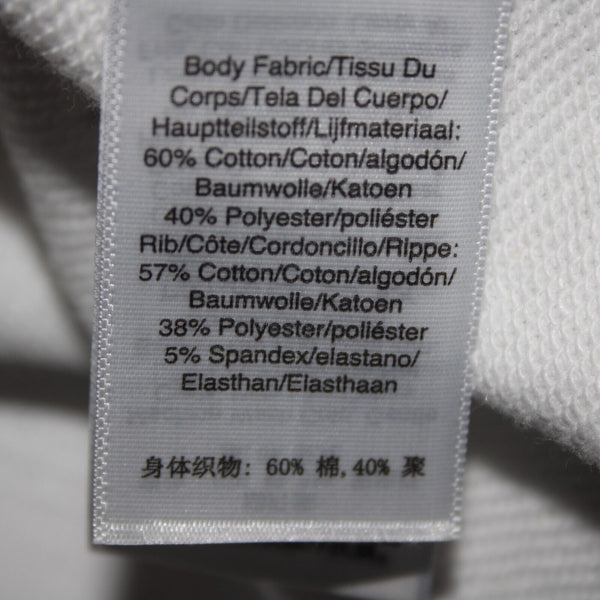 Body Fabric/Tissu Du
Corps/Tela Del Cuerpo/
Hauptteilstoff/Lijfmateriaal:
60% Cotton/Coton/algodón/
Baumwolle/Katoen
40% Polyester/poliéster
Rib/Côte/Cordoncillo/Rippe:
57% Cotton/Coton/algodón/
Baumwolle/Katoen
38% Polyester/poliéster
5% Spandex/elastano/
Elasthan/Elasthaan
身体织物: 60% 棉,40% 聚